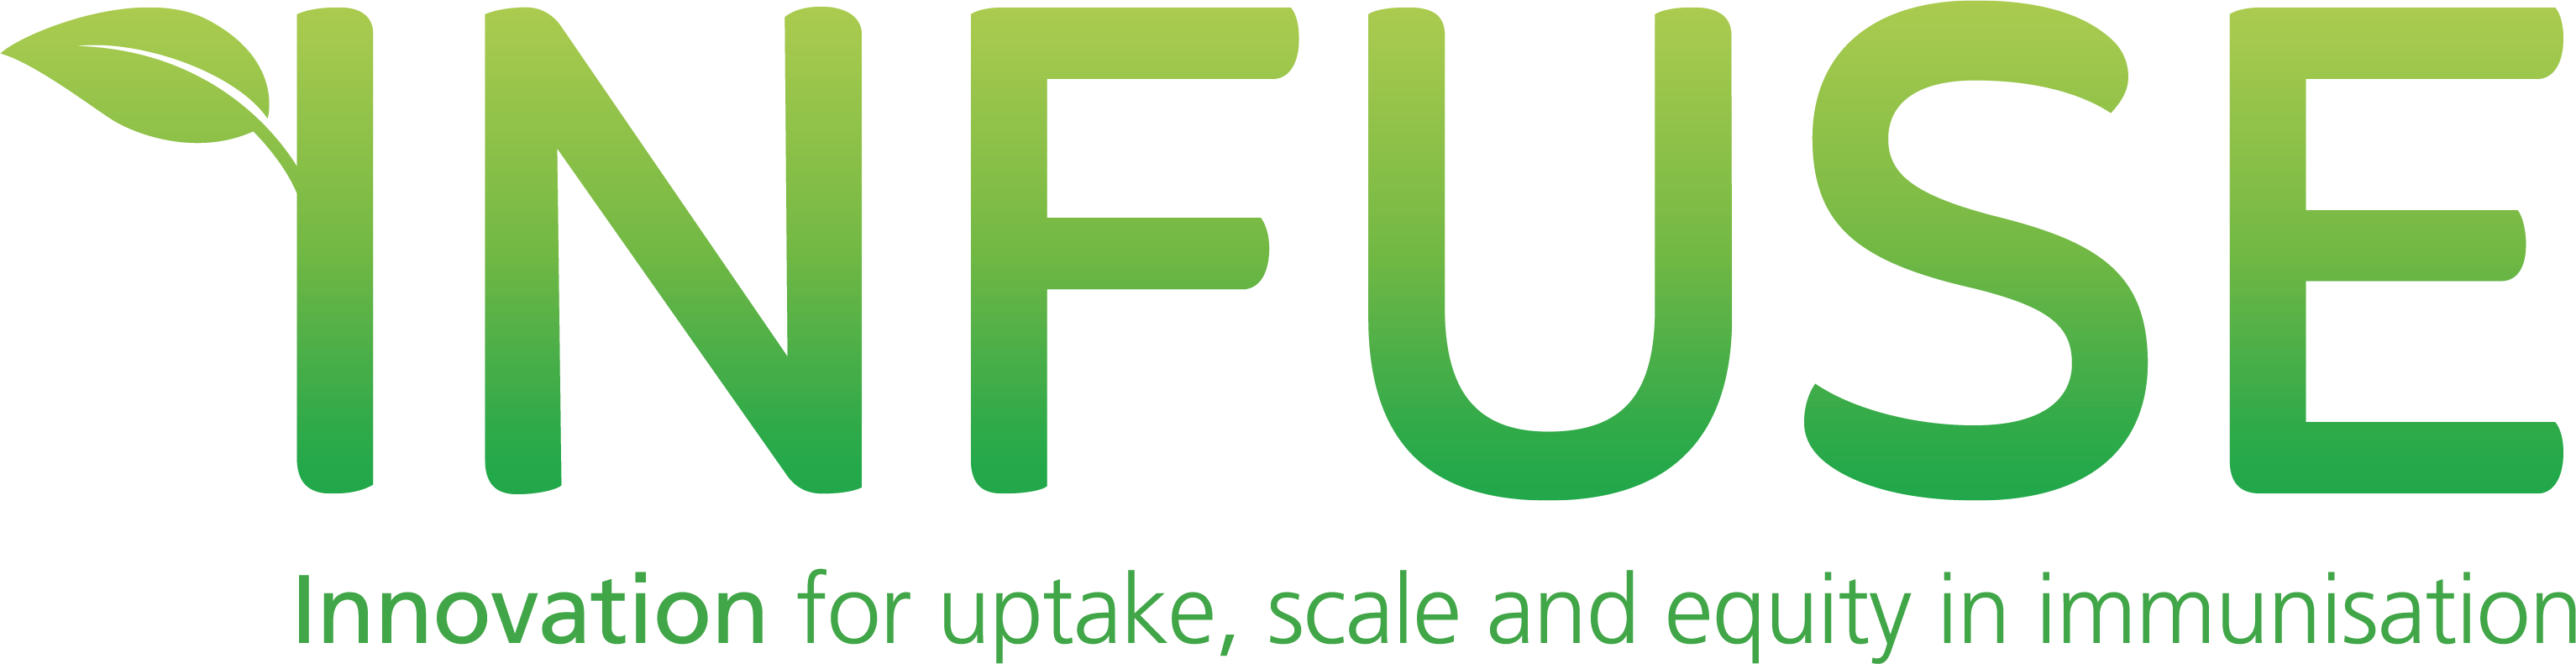 INFUSE
Innovation for uptake, scale and equity in immunisation